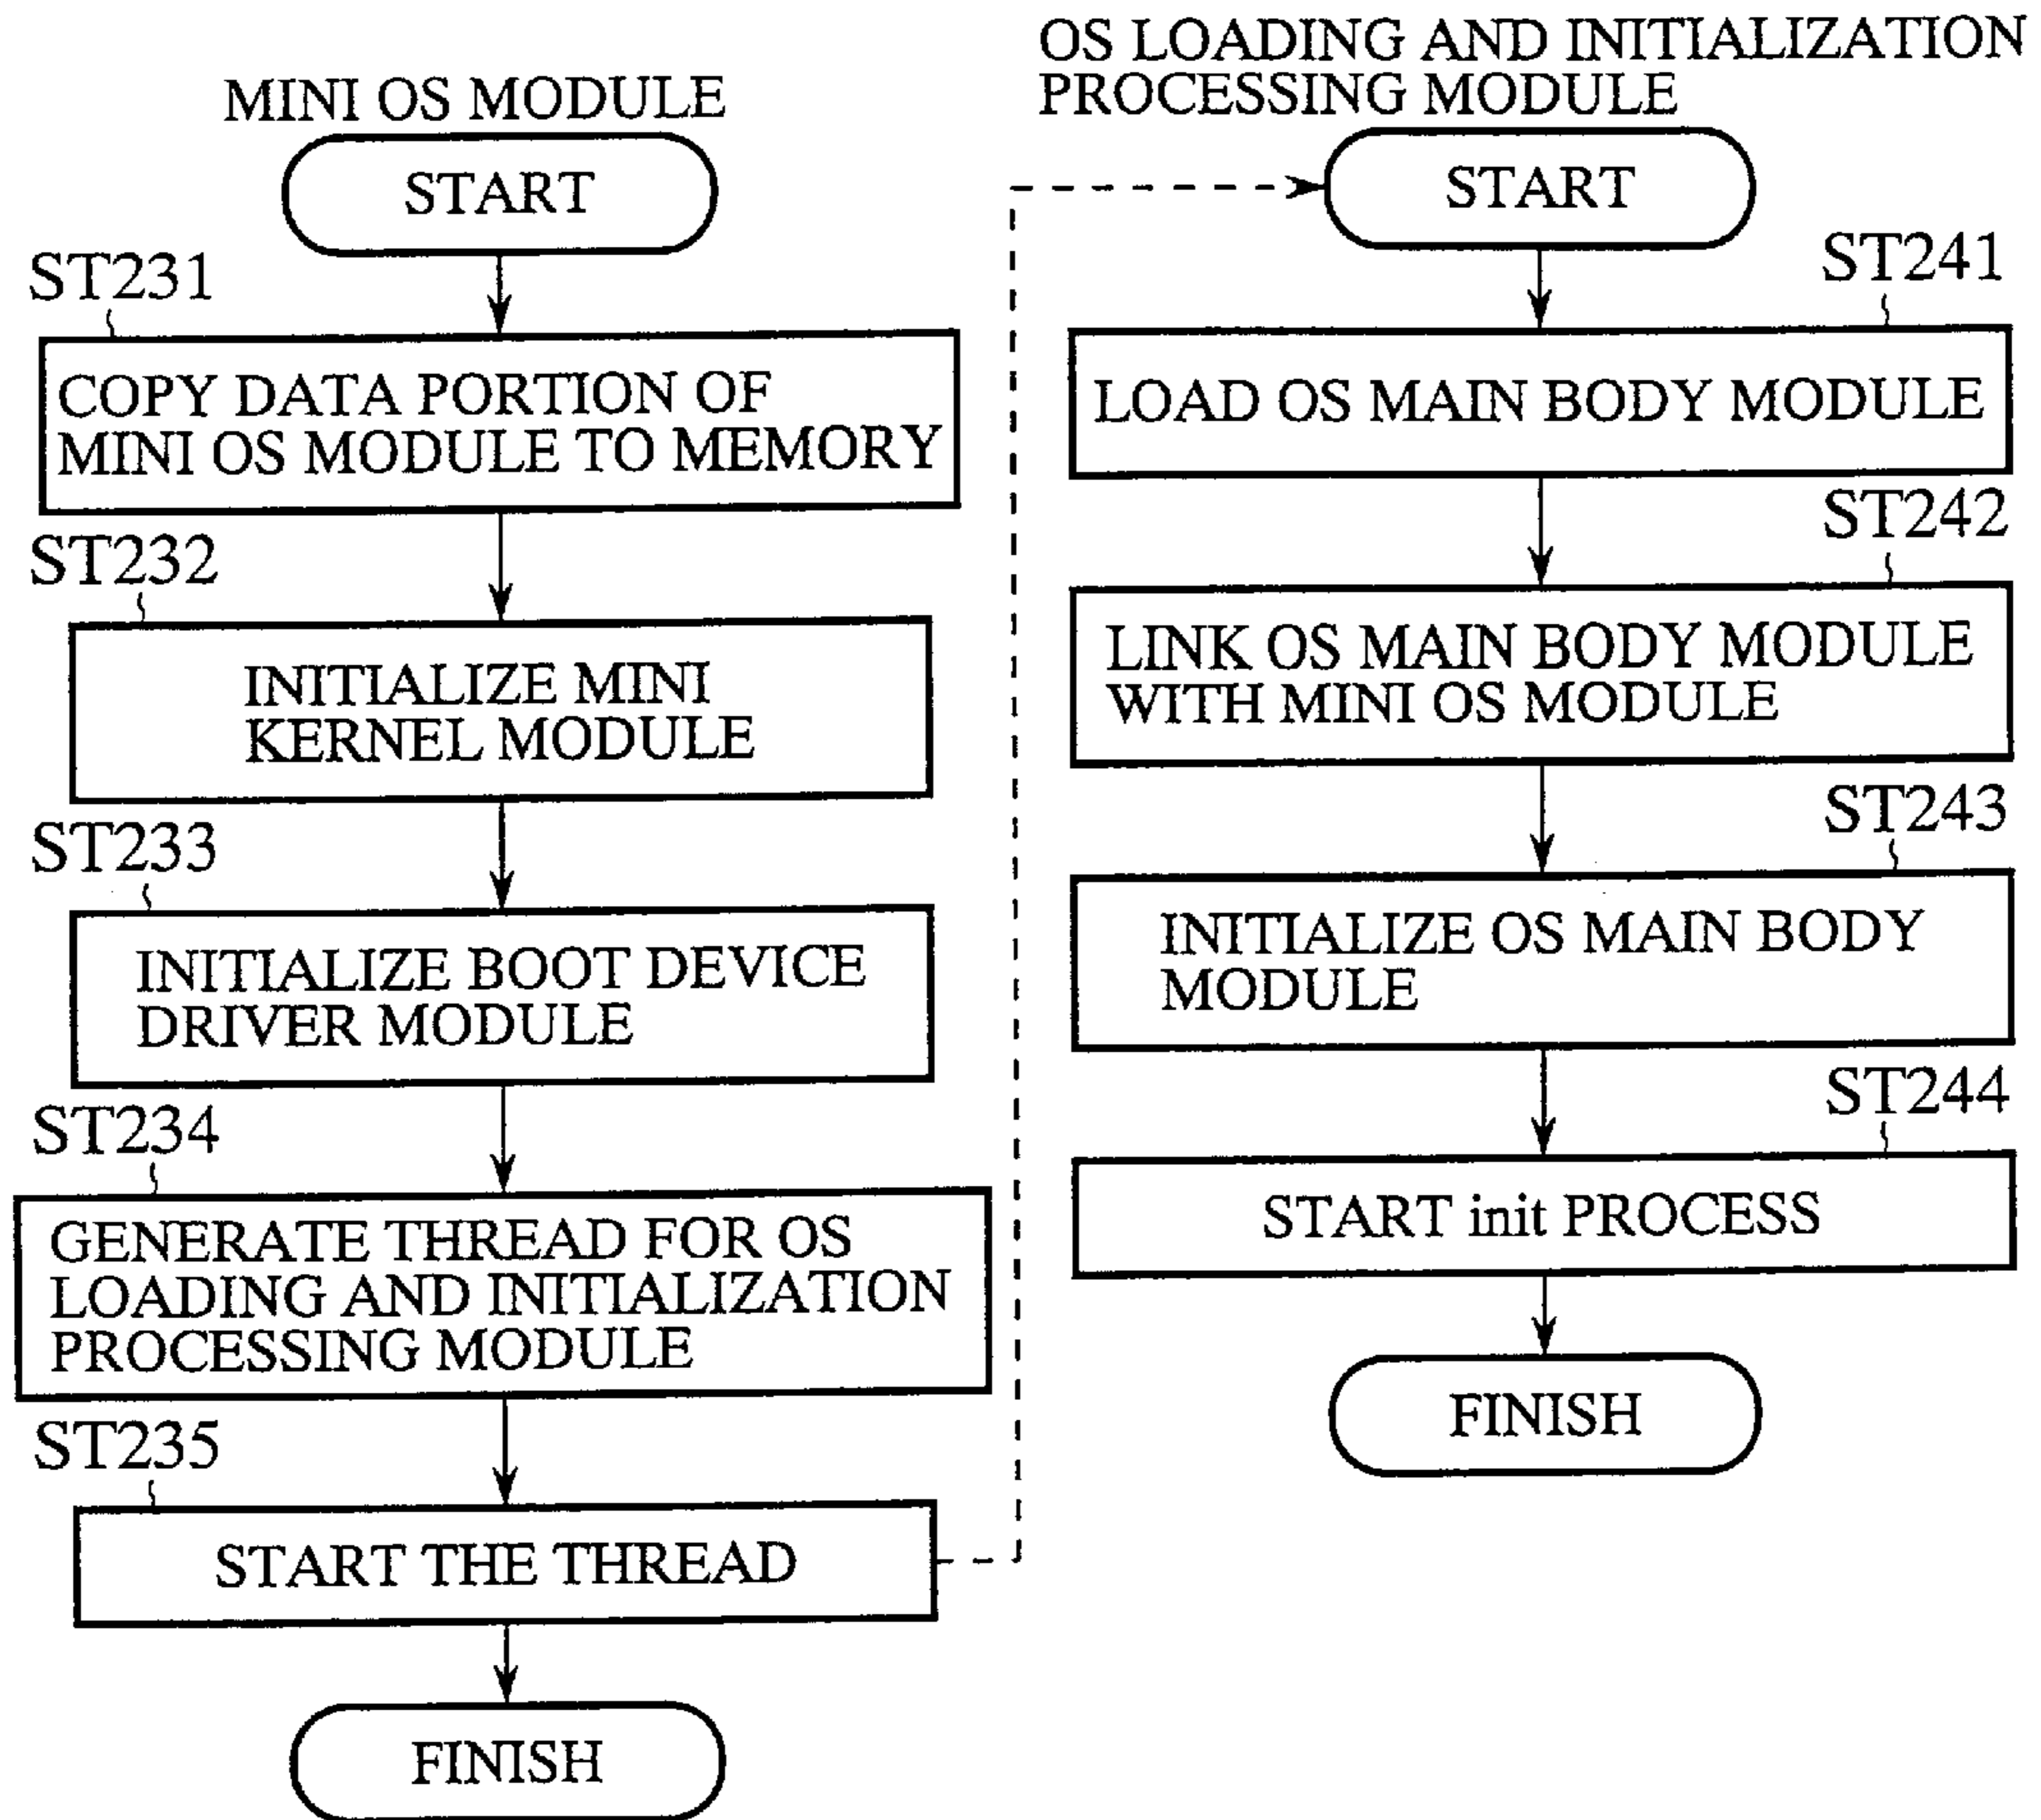 MINI OS MODULE
START
ST231
COPY DATA PORTION OF
MINI OS MODULE TO MEMORY
ST232
INITIALIZE MINI
KERNEL MODULE
ST233
INITIALIZE BOOT DEVICE
DRIVER MODULE
ST234
GENERATE THREAD FOR OS
LOADING AND INITIALIZATION
PROCESSING MODULE
ST235
START THE THREAD
FINISH
OS LOADING AND INITIALIZATION
PROCESSING MODULE
START
ST241
LOAD OS MAIN BODY MODULE
ST242
LINK OS MAIN BODY MODULE
WITH MINI OS MODULE
ST243
INITIALIZE OS MAIN BODY
MODULE
ST244
START init PROCESS
FINISH